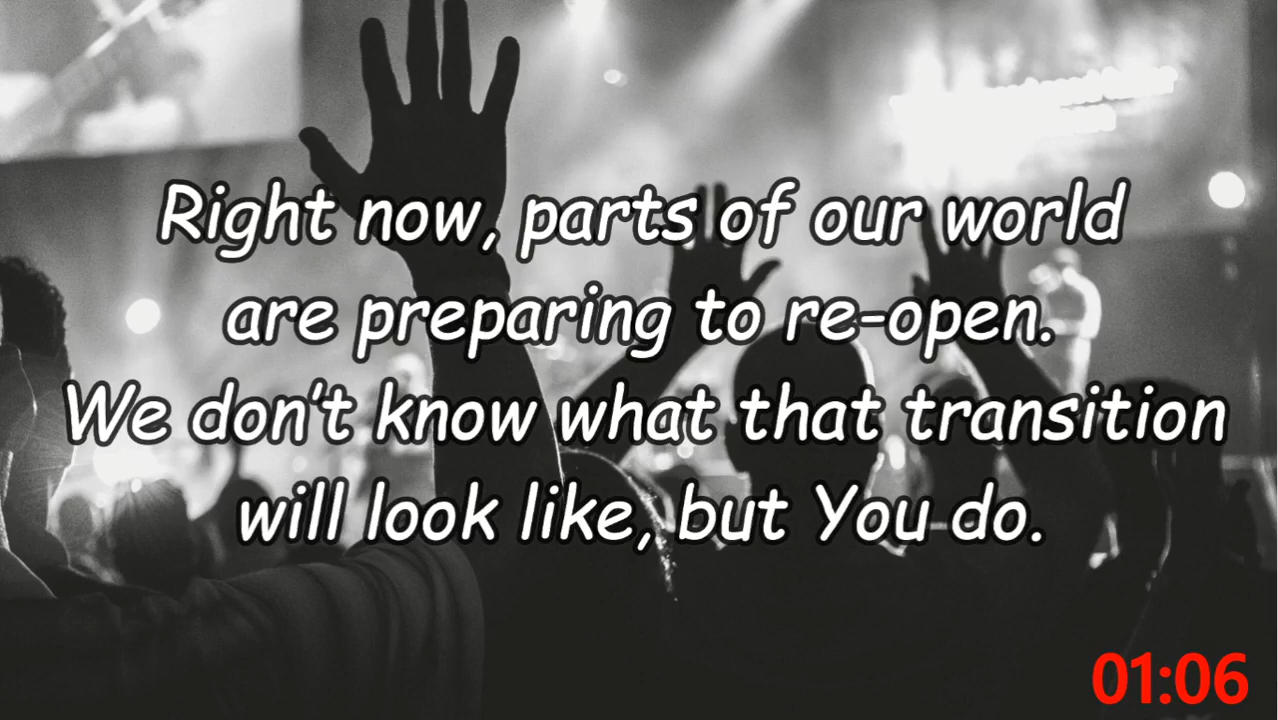 Right now, parts of our world
are preparing to re-open.
We don't know what that transition
will look like, but You do.
01:06